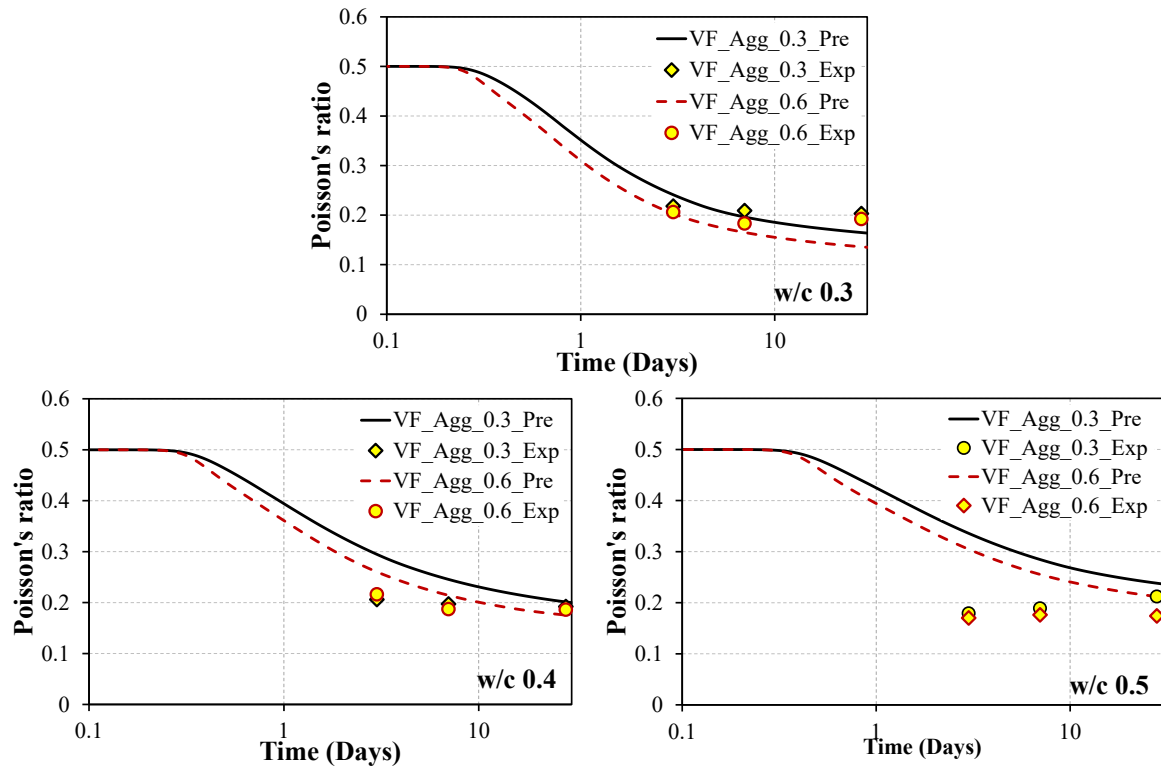 0.6
0.5
0.4
0.3
0.2
0.1
0
Poisson's ratio
VF_Agg_0.3_Pre
VF_Agg_0.3_Exp
VF_Agg_0.6_Pre
VF_Agg_0.6_Exp
w/c 0.3
0.1 1 10
Time (Days)
0.6
0.5
0.4
0.3
0.2
0.1
0
Poisson's ratio
VF_Agg_0.3_Pre
VF_Agg_0.3_Exp
VF_Agg_0.6_Pre
VF_Agg_0.6_Exp
w/c 0.4
0.1 1 10
Time (Days)
0.6
0.5
0.4
0.3
0.2
0.1
0
Poisson's ratio
VF_Agg_0.3_Pre
VF_Agg_0.3_Exp
VF_Agg_0.6_Pre
VF_Agg_0.6_Exp
w/c 0.5
0.1 1 10
Time (Days)